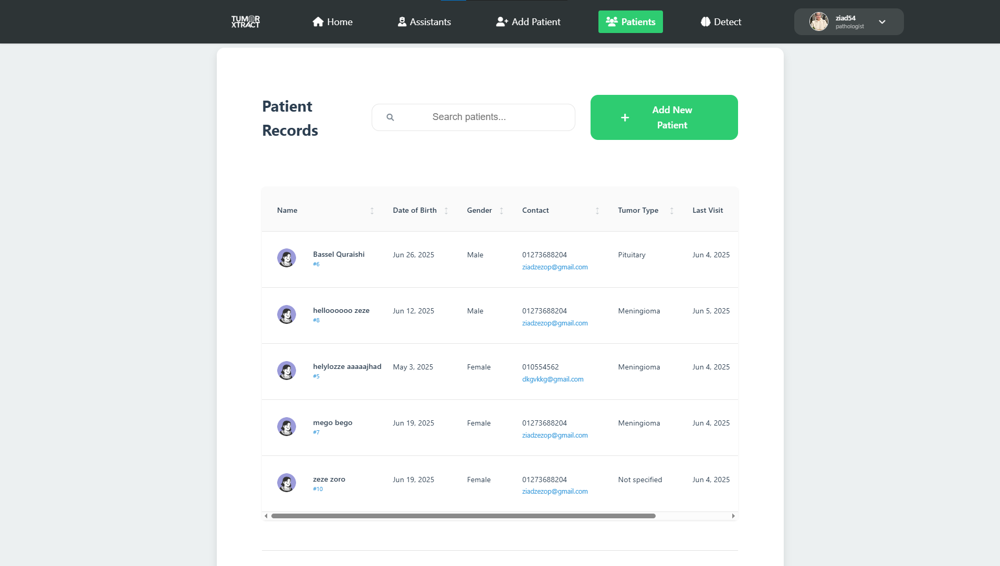 TUMOR
XTRACT
Home
Assistants
Add Patient
Patients
Detect
ziad54
pathologist
Patient
Records
Search patients...
Add New
Patient
Name Date of Birth Gender Contact Tumor Type Last Visit
Bassel Quraishi Jun 26, 2025 Male 01273688204 Pituitary Jun 4, 2025
#6 ziadzezop@gmail.com
helloooooo zeze Jun 12, 2025 Male 01273688204 Meningioma Jun 5, 2025
#8 ziadzezop@gmail.com
helylozze aaaaajhad May 3, 2025 Female 010554562 Meningioma Jun 4, 2025
#5 dkgvkkg@gmail.com
mego bego Jun 19, 2025 Female 01273688204 Meningioma Jun 4, 2025
#7 ziadzezop@gmail.com
zeze zoro Jun 19, 2025 Female 01273688204 Not specified Jun 4, 2025
#10 ziadzezop@gmail.com